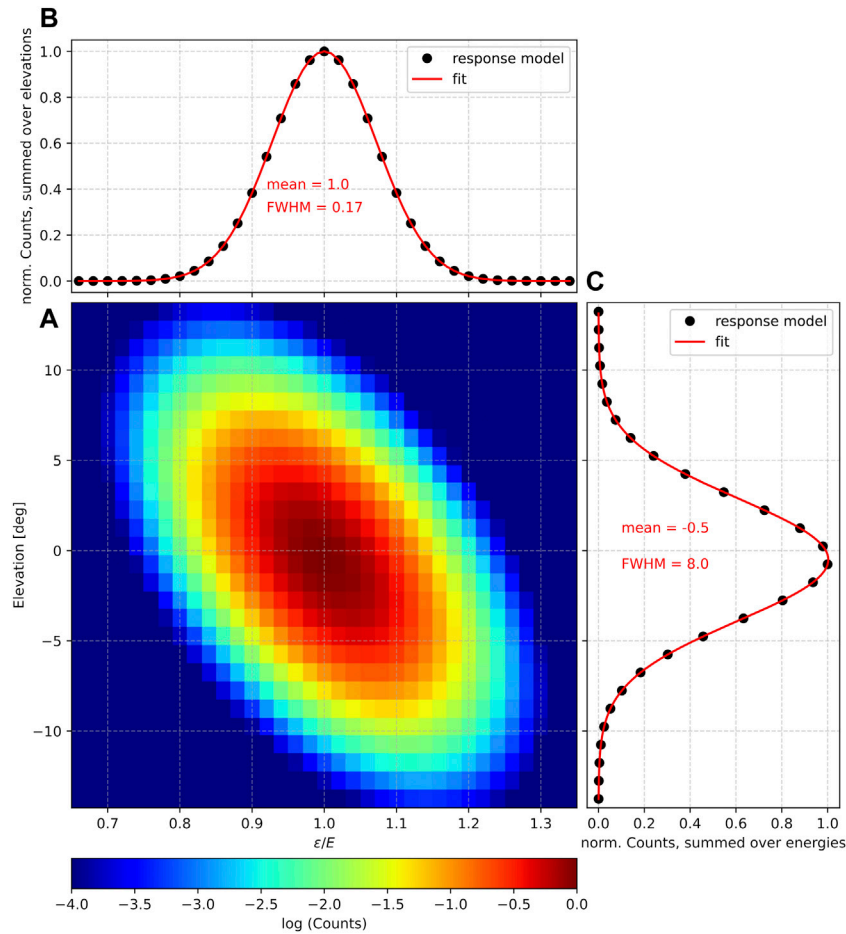 B
norm. Counts, summed over elevations
1.0
0.8
0.6
0.4
0.2
0.0
response model
fit
mean = 1.0
FWHM = 0.17
A
Elevation [deg]
10
5
0
−5
−10
0.7
0.8
0.9
1.0
1.1
1.2
1.3
ε/E
C
response model
fit
mean = -0.5
FWHM = 8.0
0.0
0.2
0.4
0.6
0.8
1.0
norm. Counts, summed over energies
−4.0
−3.5
−3.0
−2.5
−2.0
−1.5
−1.0
−0.5
0.0
log (Counts)